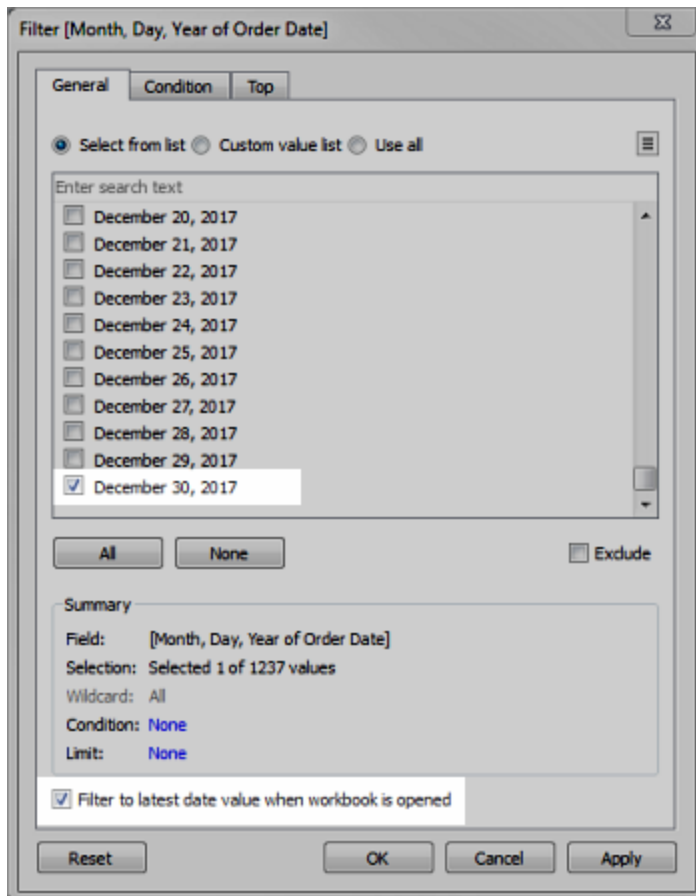 Filter [Month, Day, Year of Order Date]
General Condition Top
Select from list Custom value list Use all
Enter search text
December 20, 2017
December 21, 2017
December 22, 2017
December 23, 2017
December 24, 2017
December 25, 2017
December 26, 2017
December 27, 2017
December 28, 2017
December 29, 2017
December 30, 2017
All None Exclude
Summary
Field: [Month, Day, Year of Order Date]
Selection: Selected 1 of 1237 values
Wildcard: All
Condition: None
Limit: None
Filter to latest date value when workbook is opened
Reset OK Cancel Apply